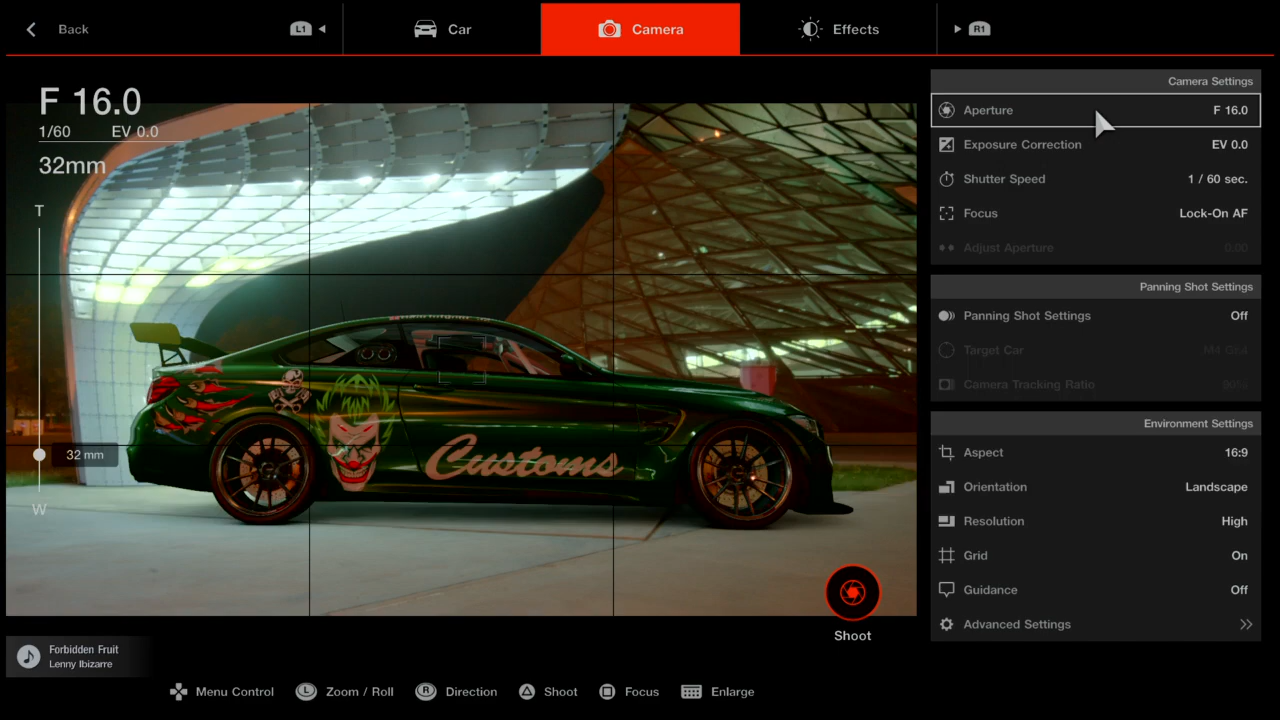 Back
L1
Car
Camera
Effects
R1
F 16.0
1/60 EV 0.0
32mm
T
32 mm
W
Customs
Shoot
Camera Settings
Aperture F 16.0
Exposure Correction EV 0.0
Shutter Speed 1 / 60 sec.
Focus Lock-On AF
Adjust Aperture 0.00
Panning Shot Settings
Panning Shot Settings Off
Target Car
Camera Tracking Ratio
Environment Settings
Aspect 16:9
Orientation Landscape
Resolution High
Grid On
Guidance Off
Advanced Settings
Forbidden Fruit
Lenny Ibizarre
Menu Control
L Zoom / Roll
R Direction
Shoot
Focus
Enlarge